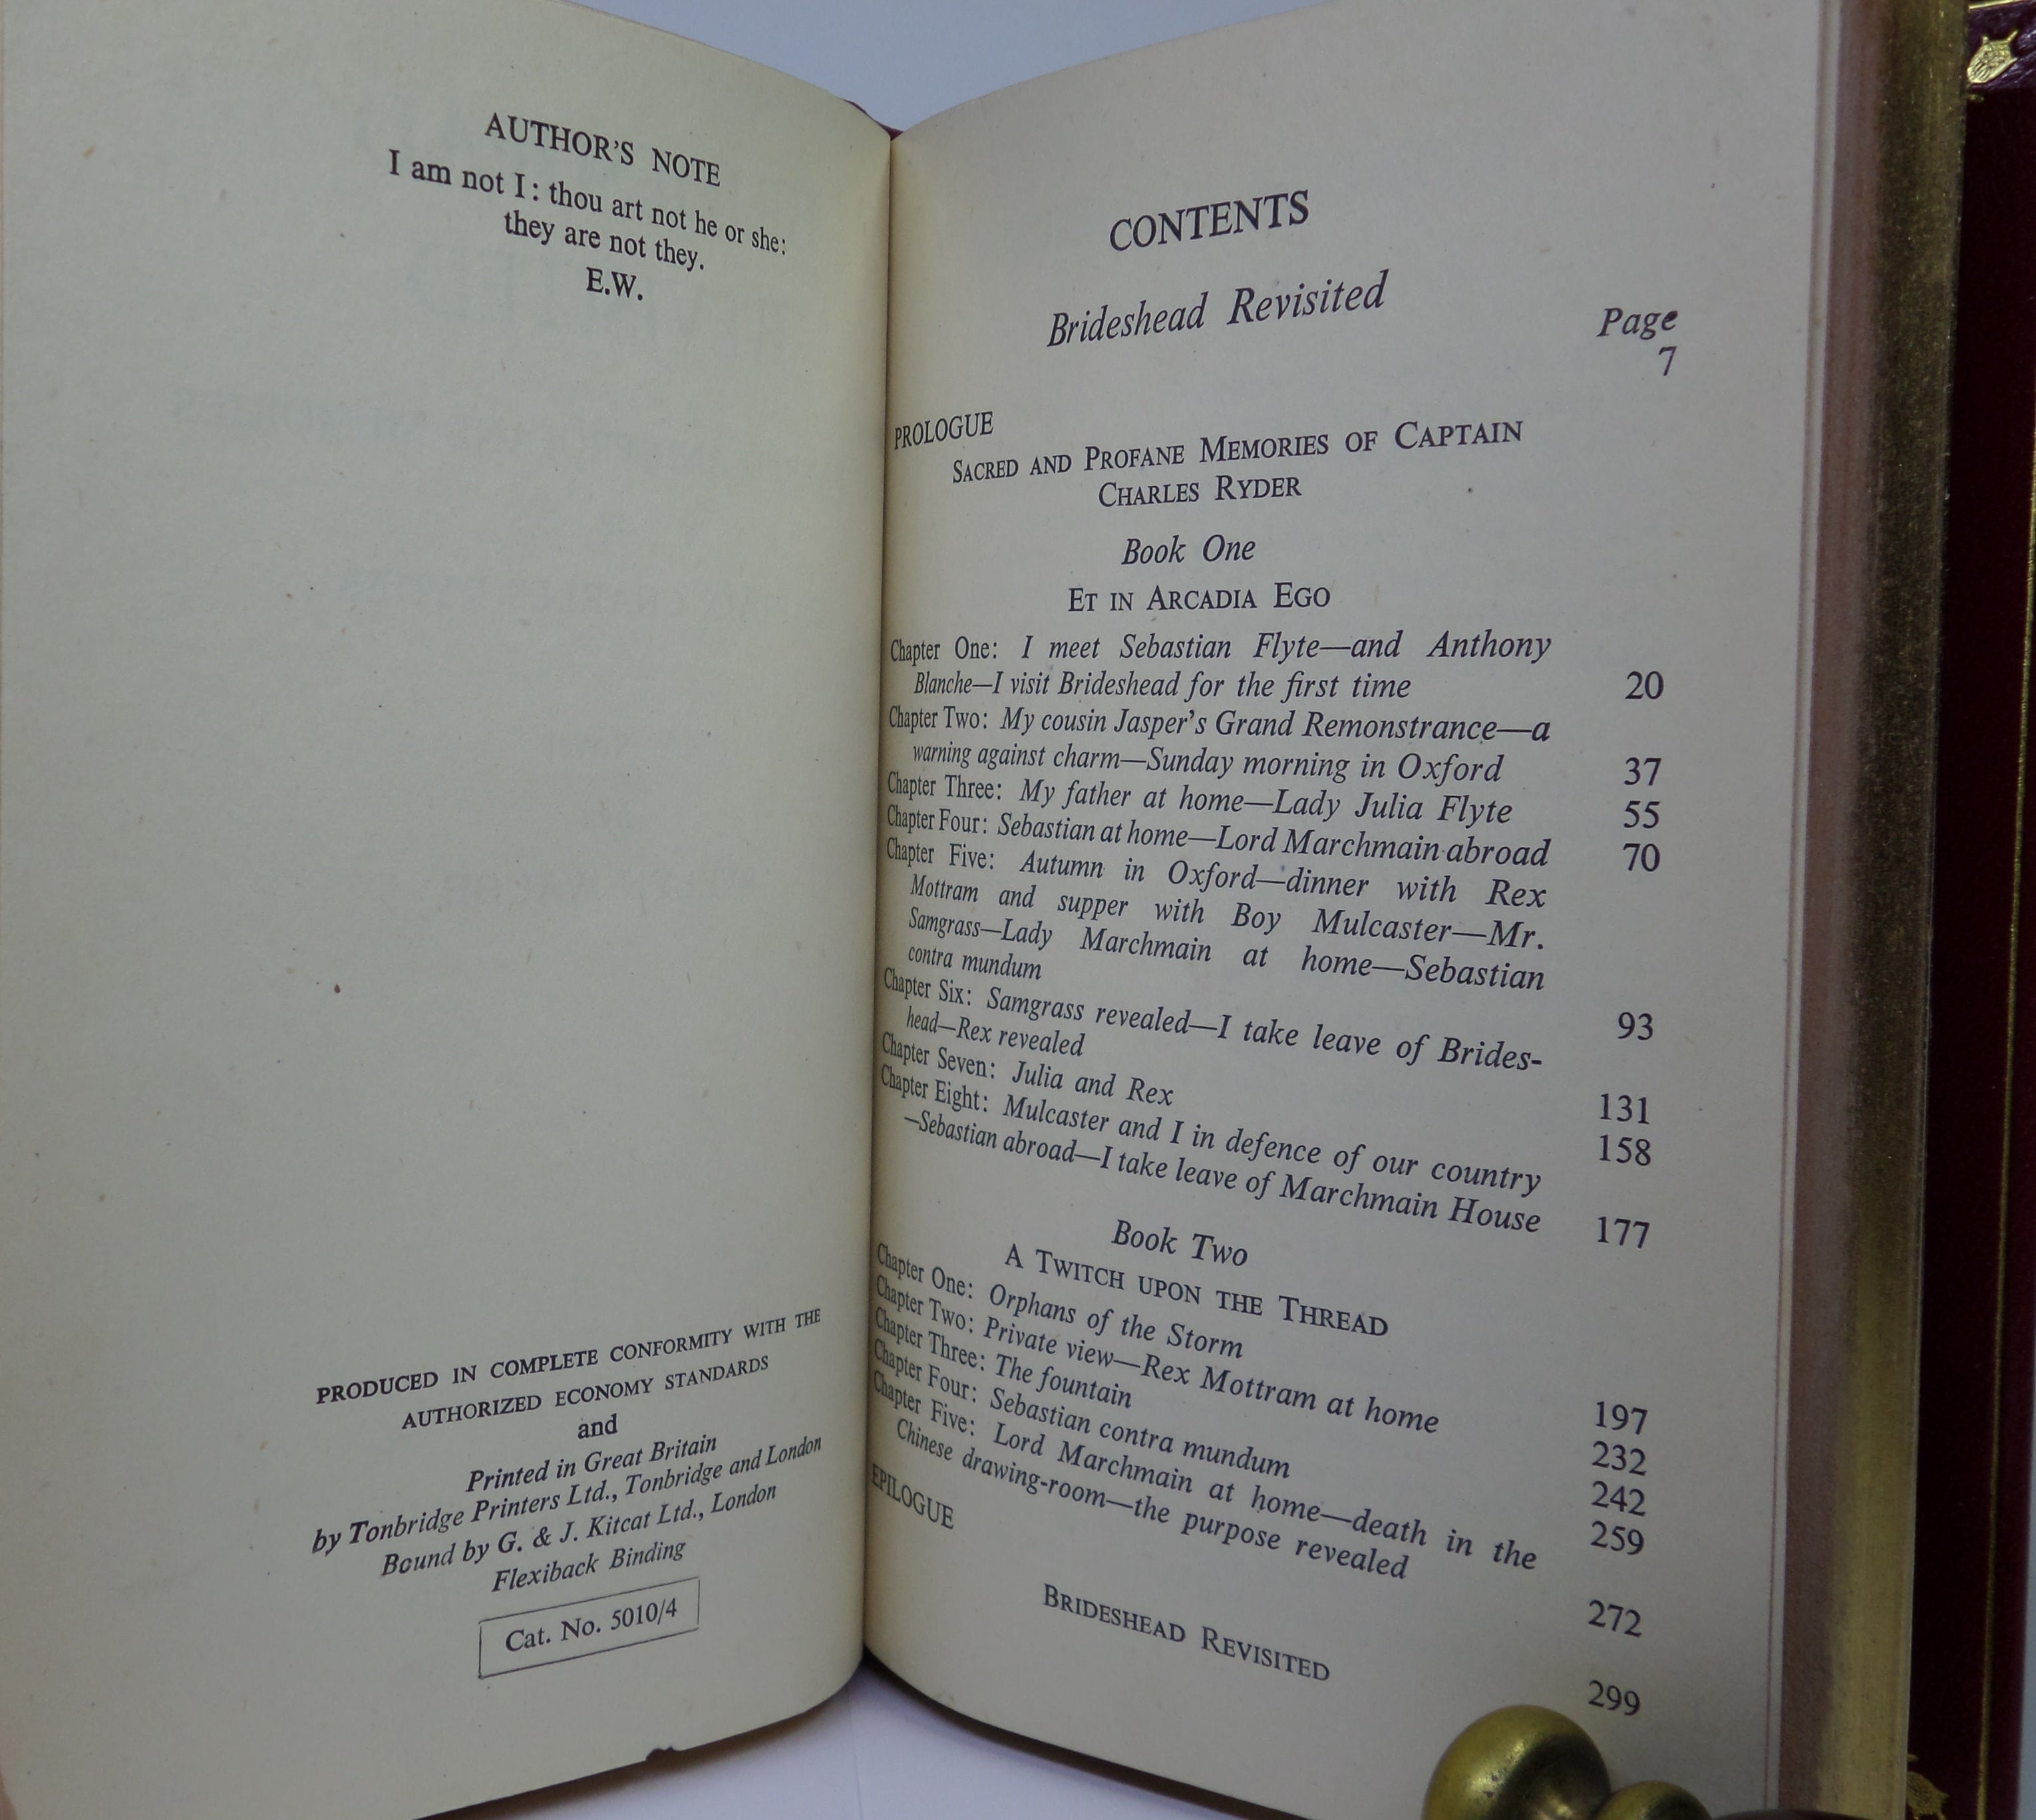 AUTHOR'S NOTE
I am not I: thou art not he or she:
they are not they.
E.W.
PRODUCED IN COMPLETE CONFORMITY WITH THE
AUTHORIZED ECONOMY STANDARDS
and
Printed in Great Britain
by Tonbridge Printers Ltd., Tonbridge and London
Bound by G. & J. Kitcat Ltd., London
Flexiback Binding
Cat. No. 5010/4
CONTENTS
Brideshead Revisited
Page
PROLOGUE 7
SACRED AND PROFANE MEMORIES OF CAPTAIN
CHARLES RYDER
Book One
ET IN ARCADIA EGO
Chapter One: I meet Sebastian Flyte—and Anthony
Blanche—I visit Brideshead for the first time 20
Chapter Two: My cousin Jasper's Grand Remonstrance—a
warning against charm—Sunday morning in Oxford 37
Chapter Three: My father at home—Lady Julia Flyte 55
Chapter Four: Sebastian at home—Lord Marchmain abroad 70
Chapter Five: Autumn in Oxford—dinner with Rex
Mottram and supper with Boy Mulcaster—Mr.
Samgrass—Lady Marchmain at home—Sebastian
contra mundum 93
Chapter Six: Samgrass revealed—I take leave of Brides-
head—Rex revealed 131
Chapter Seven: Julia and Rex 158
Chapter Eight: Mulcaster and I in defence of our country
—Sebastian abroad—I take leave of Marchmain House 177
Book Two
A TWITCH UPON THE THREAD
Chapter One: Orphans of the Storm 197
Chapter Two: Private view—Rex Mottram at home 232
Chapter Three: The fountain 242
Chapter Four: Sebastian contra mundum 259
Chapter Five: Lord Marchmain at home—death in the
Chinese drawing-room—the purpose revealed 272
EPILOGUE
BRIDESHEAD REVISITED 299